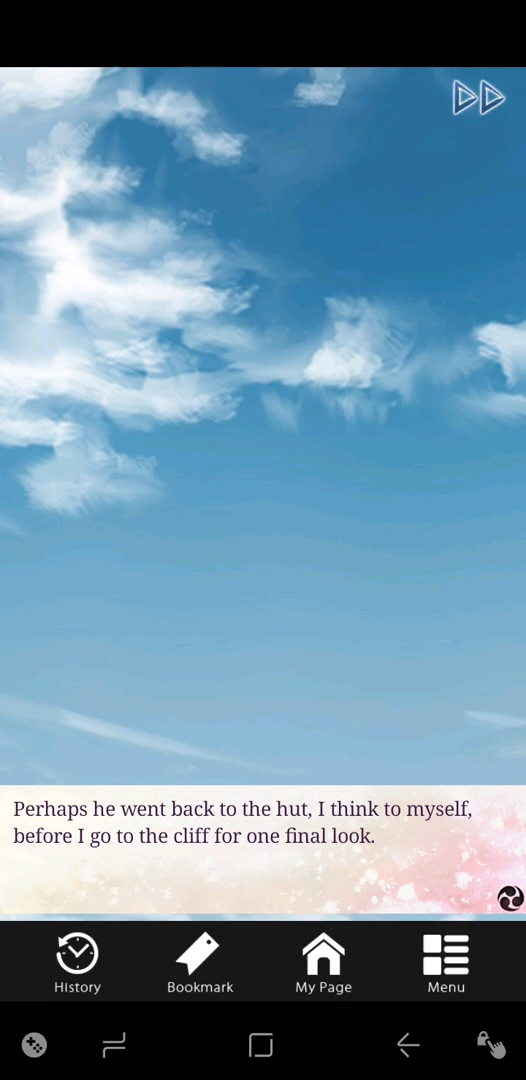 Perhaps he went back to the hut, I think to myself,
before I go to the cliff for one final look.
History Bookmark My Page Menu